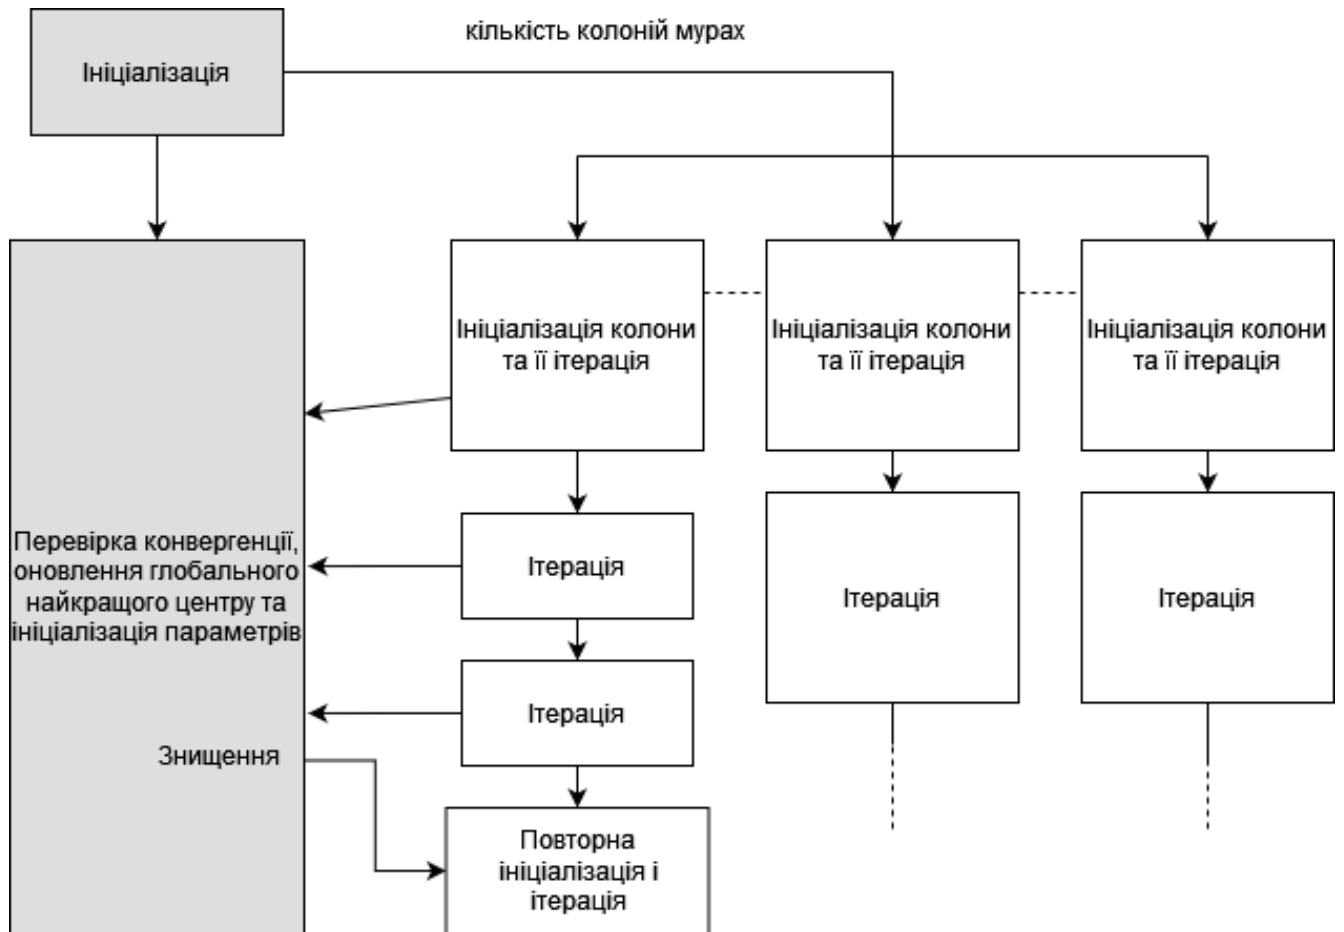 кількість колоній мурах
Ініціалізація
Ініціалізація колони
та її ітерація
Ініціалізація колони
та її ітерація
Ініціалізація колони
та її ітерація
Перевірка конвергенції,
оновлення глобального
найкращого центру та
ініціалізація параметрів
Ітерація
Ітерація
Ітерація
Ітерація
Знищення
Повторна
ініціалізація і
ітерація